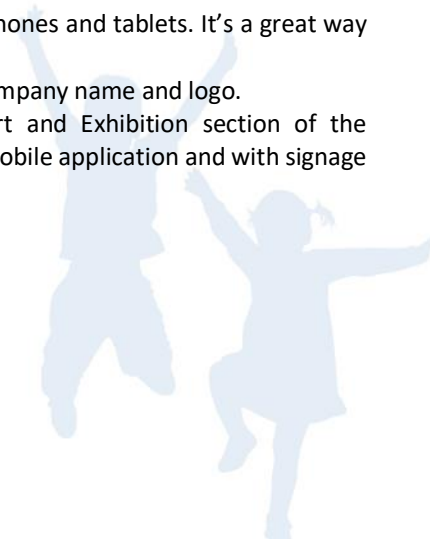 hones and tablets. It's a great way
mpany name and logo.
rt and Exhibition section of the
obile application and with signage